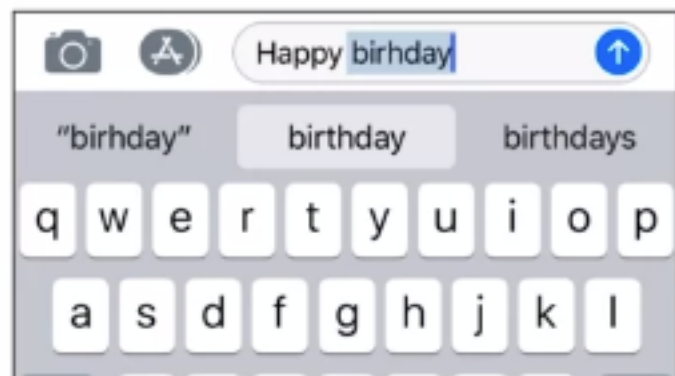 Happy birhday
“birhday” birthday birthdays
q w e r t y u i o p
a s d f g h j k l